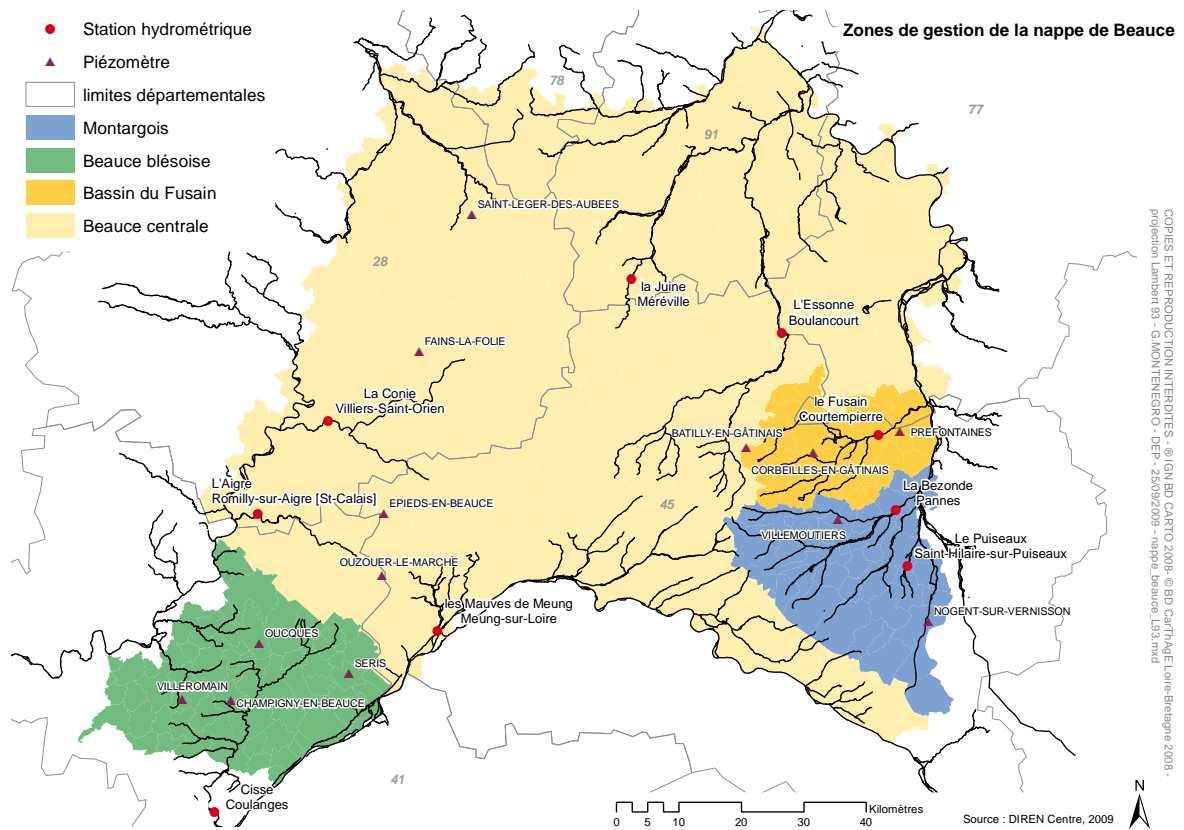 Zones de gestion de la nappe de Beauce
Station hydrométrique
Piézomètre
limites départementales
Montargois
Beauce blésoise
Bassin du Fusain
Beauce centrale
78
77
91
SAINT-LEGER-DES-AUBEES
28
la Juine
Méréville
L'Essonne
Boulancourt
FAINS-LA-FOLIE
La Conie
Villiers-Saint-Orien
le Fusain
Courtempierre
BATILLY-EN-GÂTINAIS
PREFONTAINES
CORBEILLES-EN-GÂTINAIS
L'Aigre
Romilly-sur-Aigre [St-Calais]
EPIEDS-EN-BEAUCE
45
La Bezonde
Pannes
VILLEMOUTIERS
Le Puiseaux
Saint-Hilaire-sur-Puiseaux
OUZOUER-LE-MARCHE
les Mauves de Meung
Meung-sur-Loire
NOGENT-SUR-VERNISSON
OUCQUES
SERIS
VILLEROMAIN
CHAMPIGNY-EN-BEAUCE
41
Cisse
Coulanges
0 5 10 20 30 40
Kilomètres
Source : DIREN Centre, 2009
N
COPIES ET REPRODUCTION INTERDITES - ® IGN BD CARTO 2008- © BD CarThAgE Loire-Bretagne 2008 -
projection Lambert 93 - G.MONTENEGRO - DEP - 25/09/2009 - nappe_beauce_L93.mxd